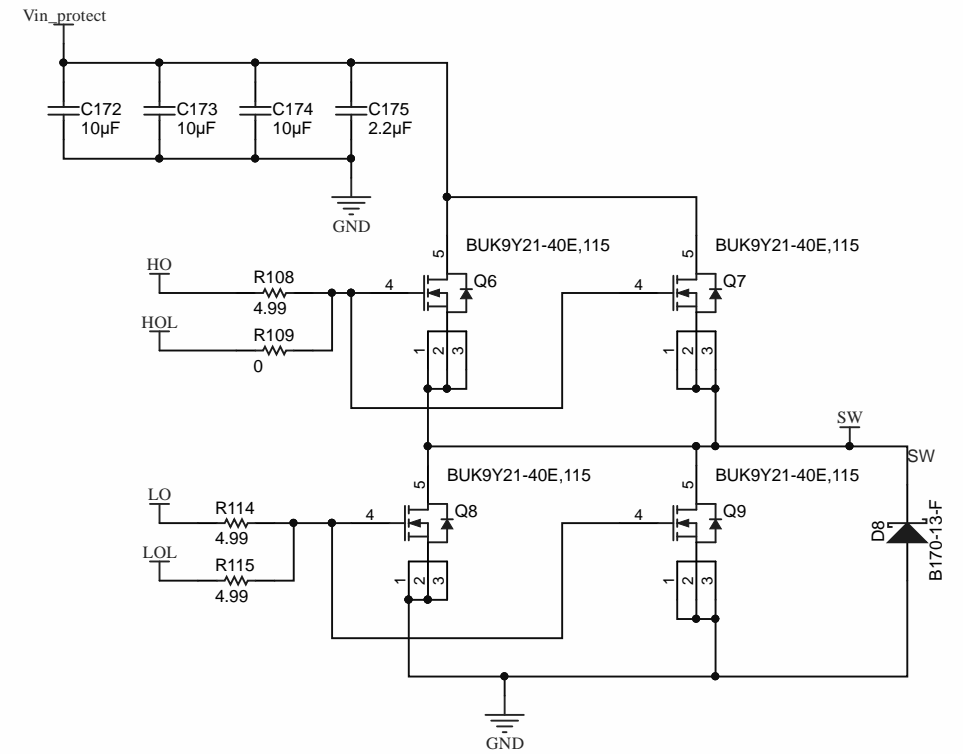 Vin_protect
C172
10µF
C173
10µF
C174
10µF
C175
2.2µF
GND
BUK9Y21-40E,115
5
4
Q6
1
2
3
BUK9Y21-40E,115
5
4
Q7
1
2
3
HO
R108
4.99
HOL
R109
0
SW
SW
BUK9Y21-40E,115
5
4
Q8
1
2
3
BUK9Y21-40E,115
5
4
Q9
1
2
3
LO
R114
4.99
LOL
R115
4.99
D8
B170-13-F
GND